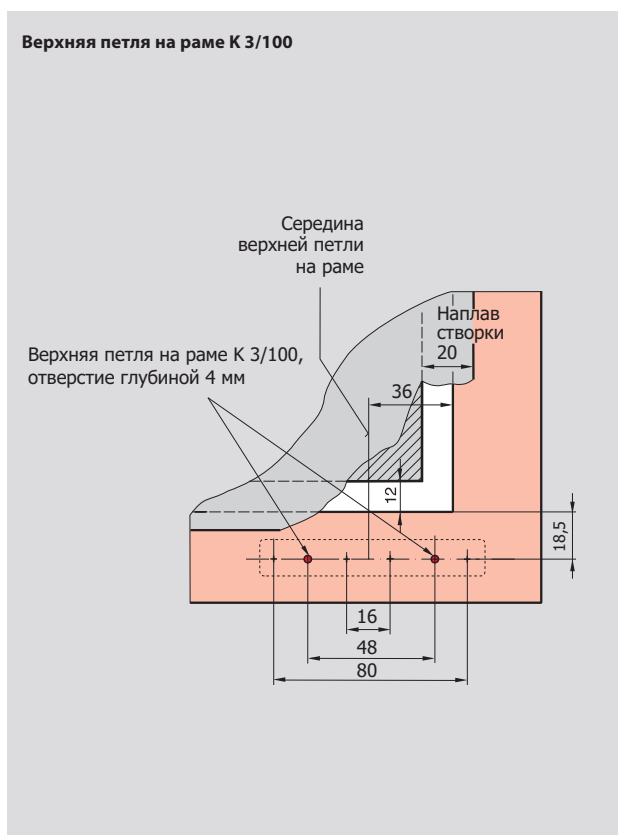 Верхняя петля на раме K 3/100
Середина
верхней петли
на раме
Наплав
створки
20
Верхняя петля на раме K 3/100,
отверстие глубиной 4 мм
36
12
18,5
16
48
80